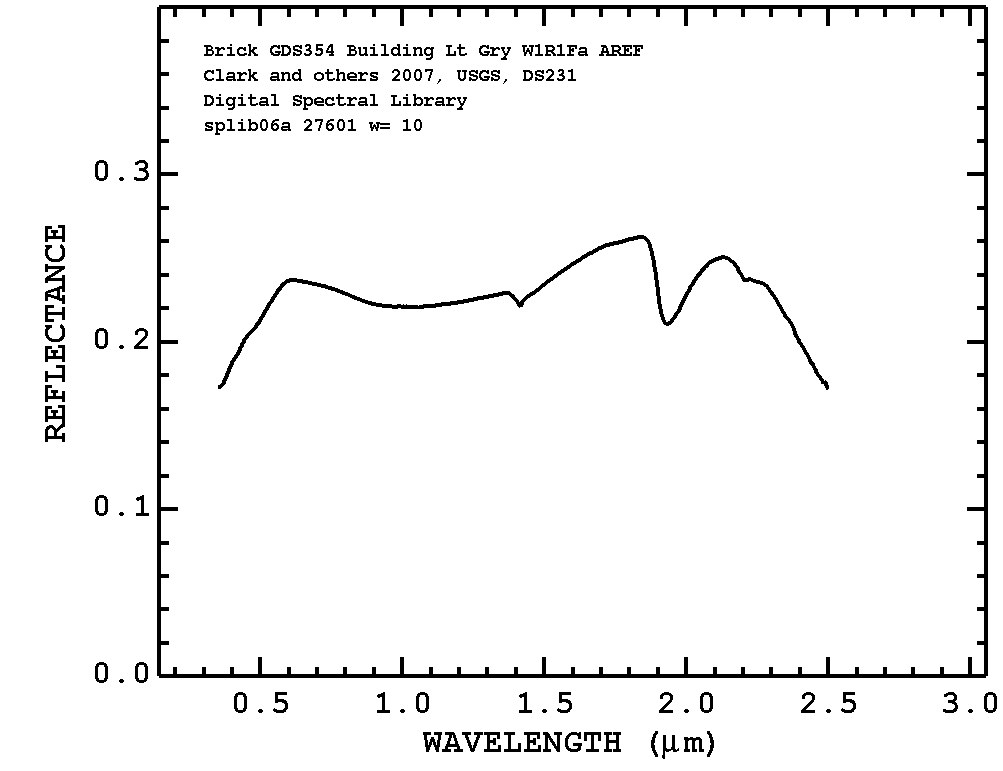 Brick GDS354 Building Lt Gry W1R1Fa AREF
Clark and others 2007, USGS, DS231
Digital Spectral Library
splib06a 27601 w= 10
0.3
0.2
0.1
0.0
REFLECTANCE
0.5 1.0 1.5 2.0 2.5 3.0
WAVELENGTH (μm)